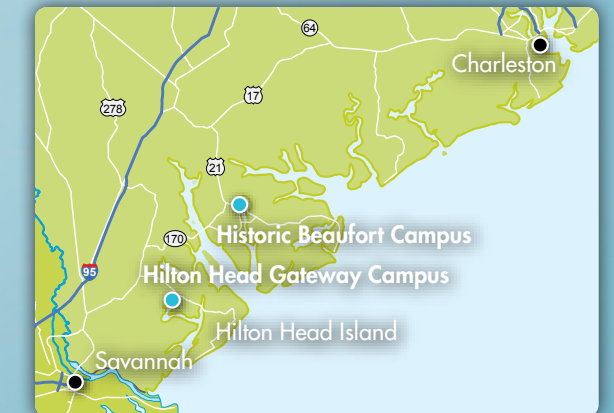 64
Charleston
17
278
21
Historic Beaufort Campus
170
95
Hilton Head Gateway Campus
Hilton Head Island
Savannah